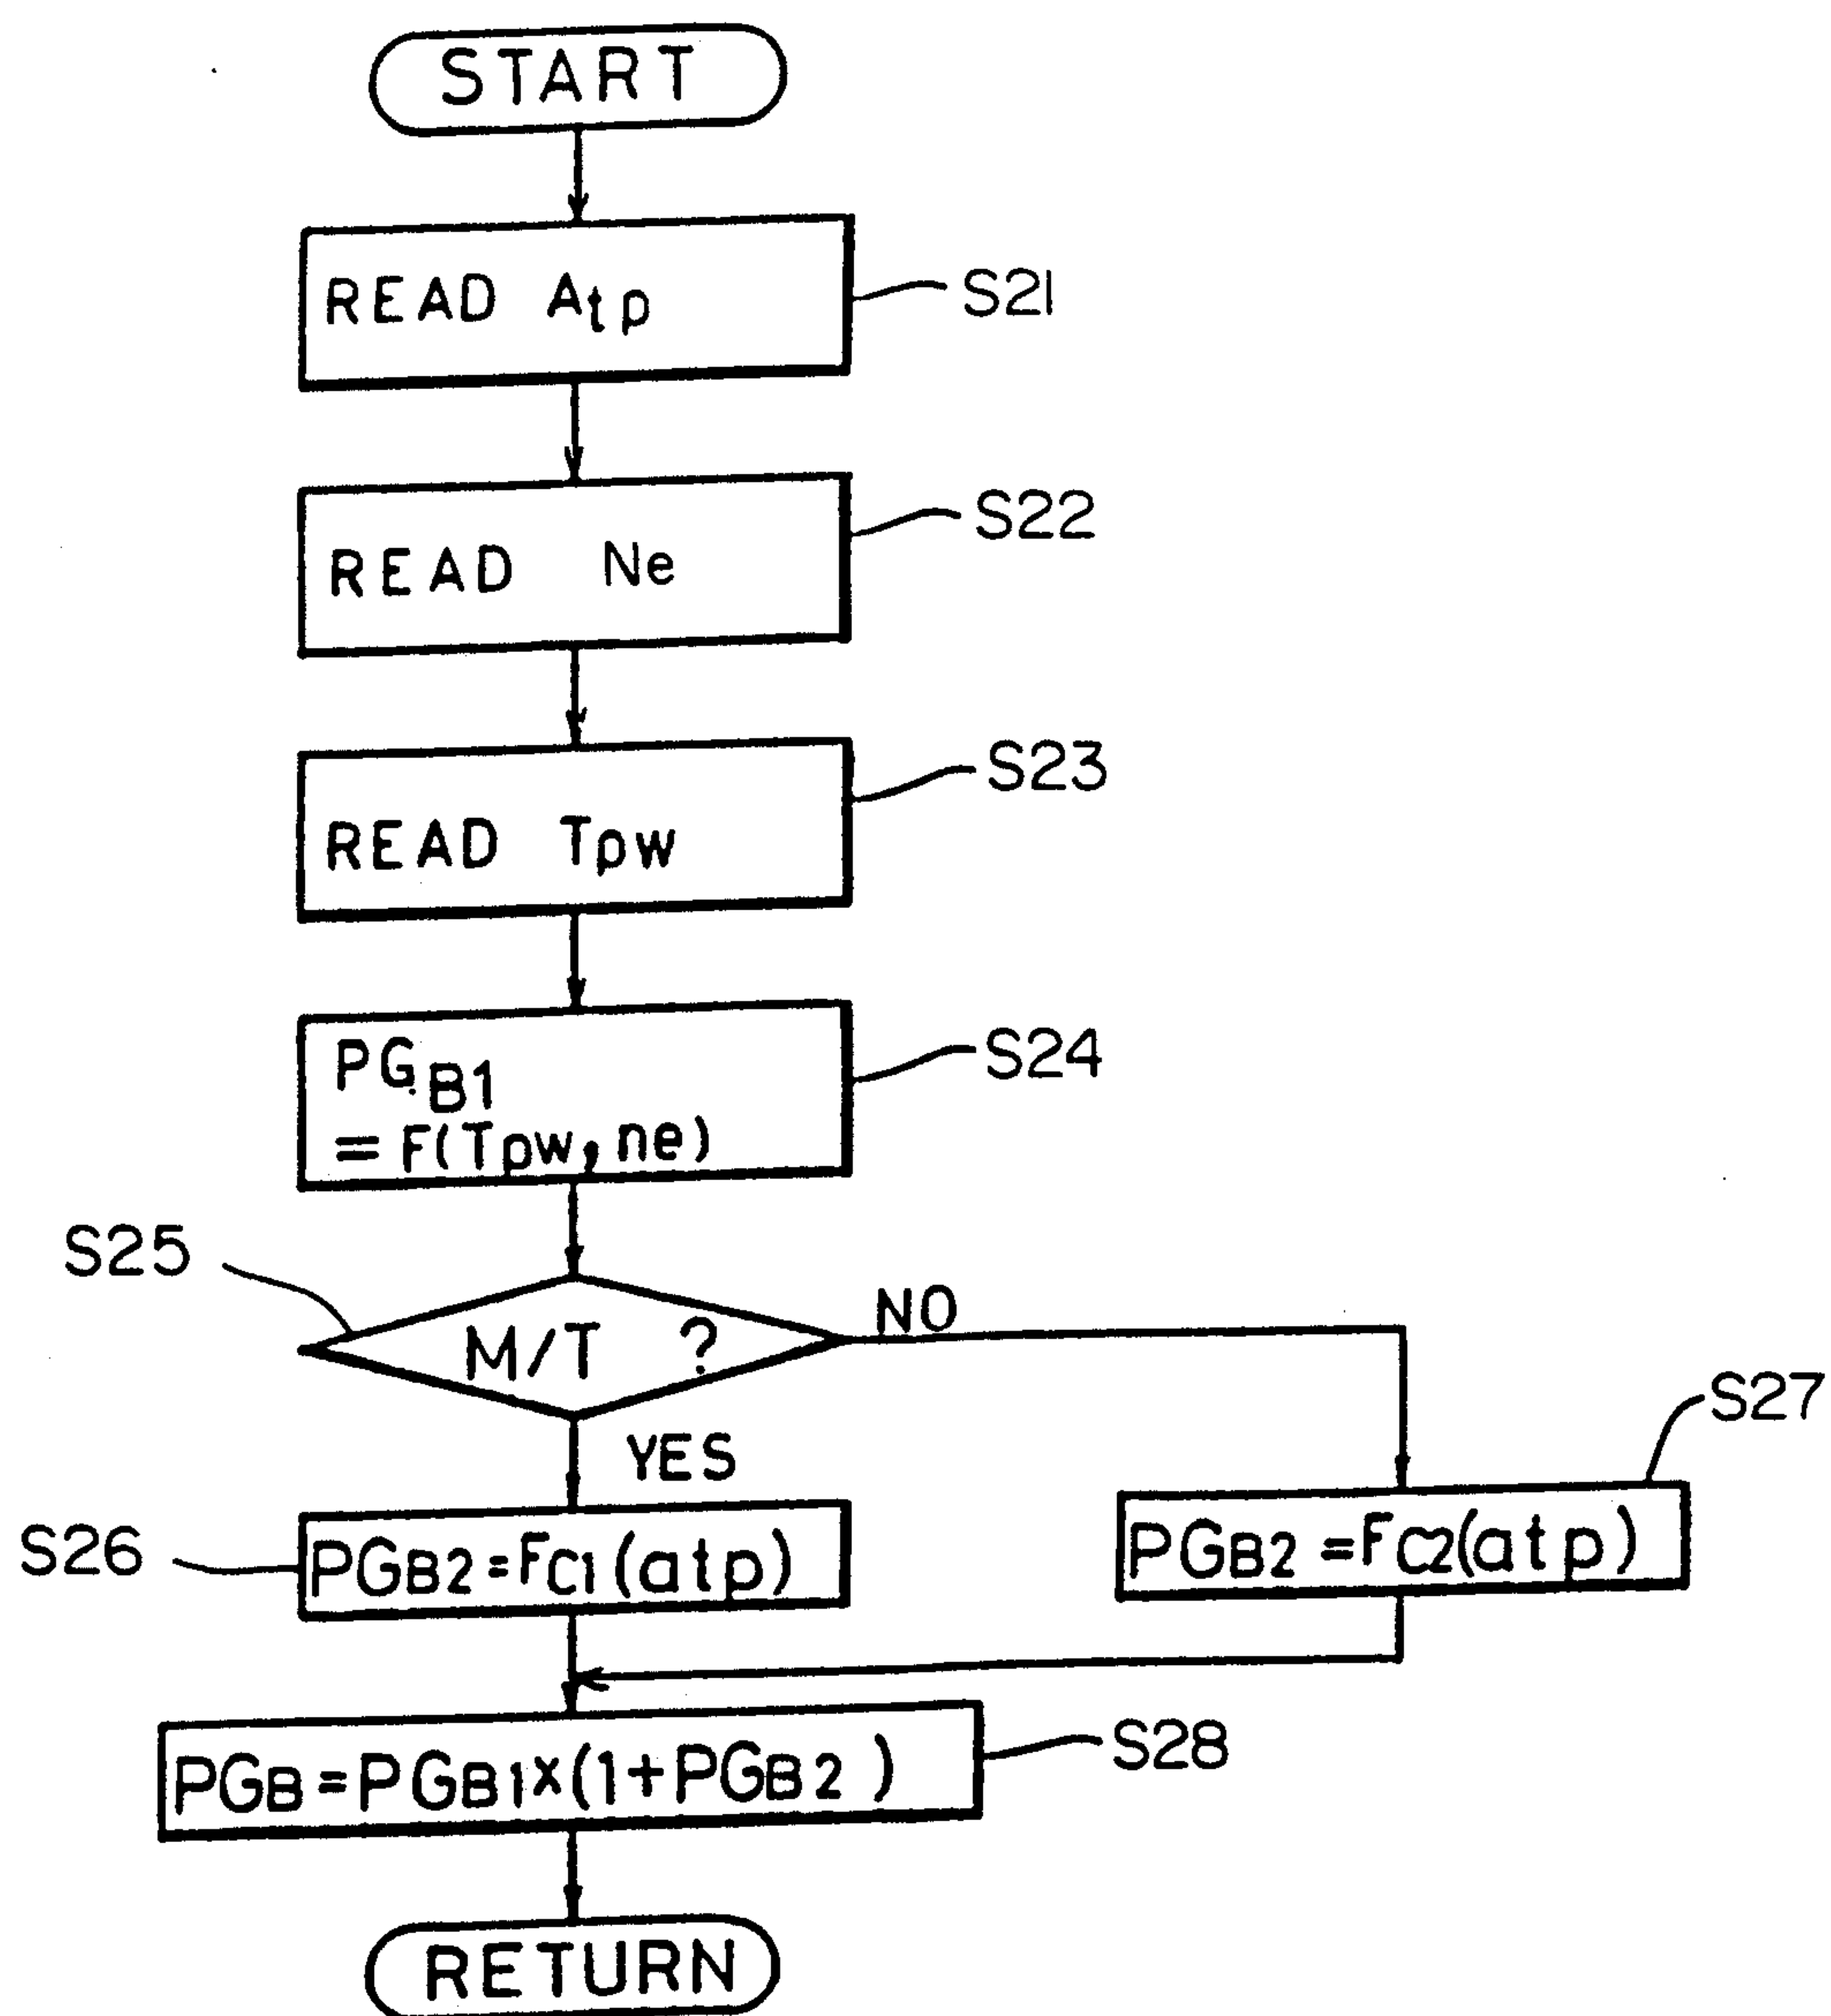 START
READ Atp
S21
READ Ne
S22
READ Tpw
S23
PGB1
= F(Tpw, ne)
S24
S25
M/T ?
NO
YES
S27
S26
PGB2 = FC1 (atp)
PGB2 = FC2 (atp)
PGB = PGB1 x (1 + PGB2 )
S28
RETURN